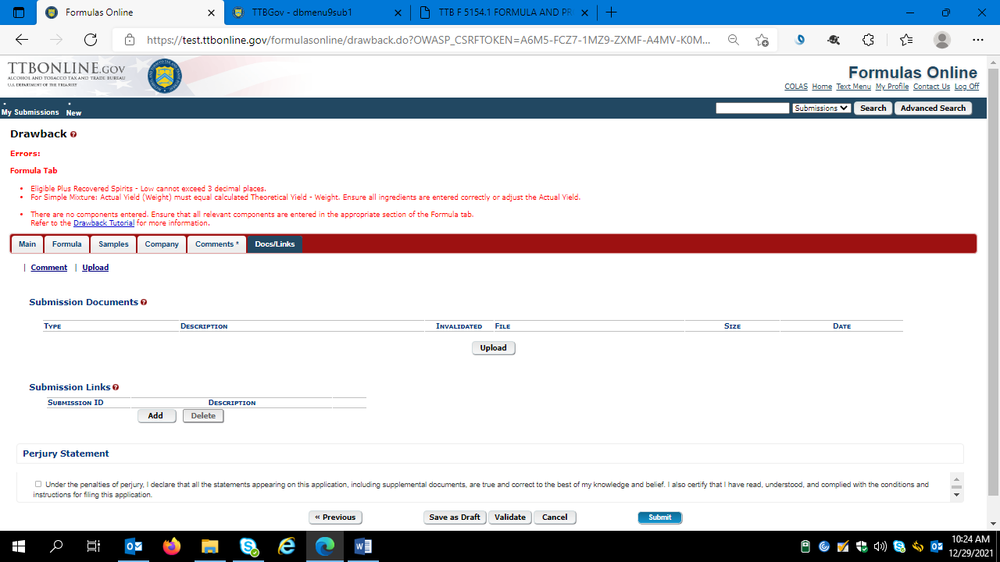 Formulas Online
TTBGov - dbmenu9sub1
TTB F 5154.1 FORMULA AND PR
https://test.ttbonline.gov/formulasonline/drawback.do?OWASP_CSRFTOKEN=A6M5-FCZ7-1MZ9-ZXMF-A4MV-K0M...
TTBONLINE.GOV
ALCOHOL AND TOBACCO TAX AND TRADE BUREAU
U.S. DEPARTMENT OF THE TREASURY
Formulas Online
COLAS Home Text Menu My Profile Contact Us Log Off
My Submissions New
Submissions Search Advanced Search
Drawback
Errors:
Formula Tab
• Eligible Plus Recovered Spirits - Low cannot exceed 3 decimal places.
• For Simple Mixture: Actual Yield (Weight) must equal calculated Theoretical Yield - Weight. Ensure all ingredients are entered correctly or adjust the Actual Yield.
• There are no components entered. Ensure that all relevant components are entered in the appropriate section of the Formula tab.
Refer to the Drawback Tutorial for more information.
Main Formula Samples Company Comments * Docs/Links
| Comment | Upload
Submission Documents
TYPE DESCRIPTION INVALIDATED FILE SIZE DATE
Upload
Submission Links
SUBMISSION ID DESCRIPTION
Add Delete
Perjury Statement
Under the penalties of perjury, I declare that all the statements appearing on this application, including supplemental documents, are true and correct to the best of my knowledge and belief. I also certify that I have read, understood, and complied with the conditions and
instructions for filing this application.
« Previous Save as Draft Validate Cancel Submit
10:24 AM
12/29/2021